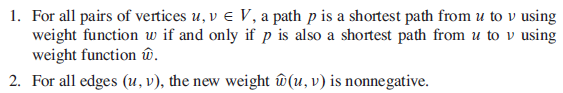 1. For all pairs of vertices u, v ∈ V, a path p is a shortest path from u to v using
weight function w if and only if p is also a shortest path from u to v using
weight function ŵ.
2. For all edges (u, v), the new weight ŵ(u, v) is nonnegative.